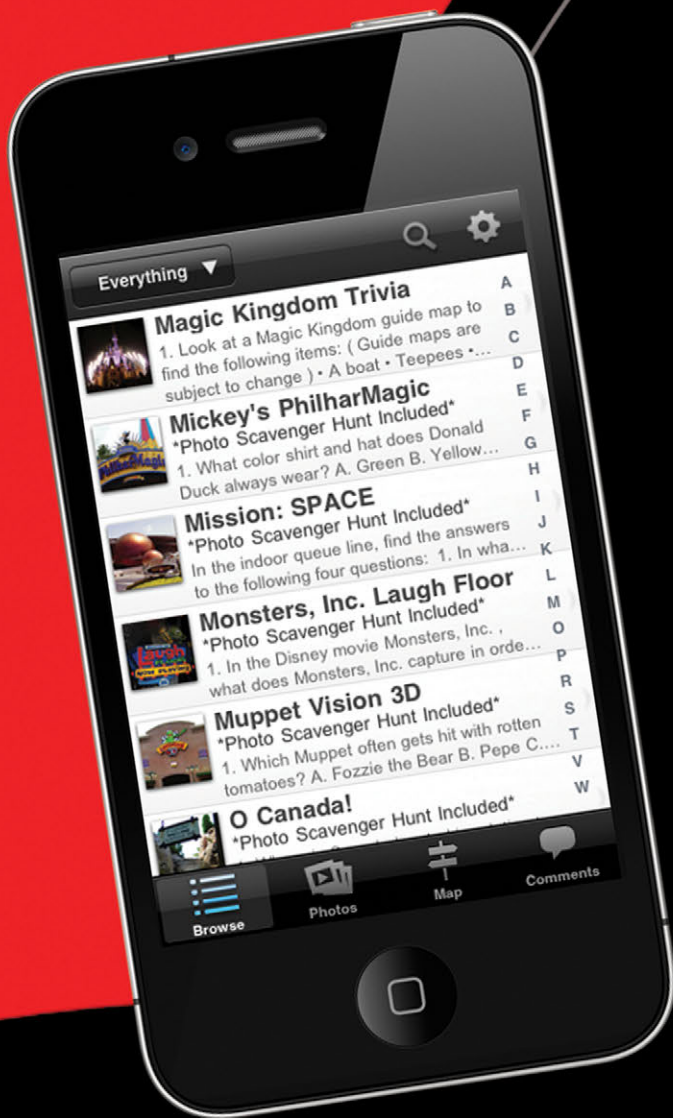 Everything ▼
Magic Kingdom Trivia
1. Look at a Magic Kingdom guide map to
find the following items: ( Guide maps are
subject to change ) • A boat • Teepees •...
Mickey's PhilharMagic
*Photo Scavenger Hunt Included*
1. What color shirt and hat does Donald
Duck always wear? A. Green B. Yellow...
Mission: SPACE
*Photo Scavenger Hunt Included*
In the indoor queue line, find the answers
to the following four questions: 1. In wha...
Monsters, Inc. Laugh Floor
*Photo Scavenger Hunt Included*
1. In the Disney movie Monsters, Inc. ,
what does Monsters, Inc. capture in orde...
Laugh
Muppet Vision 3D
*Photo Scavenger Hunt Included*
1. Which Muppet often gets hit with rotten
tomatoes? A. Fozzie the Bear B. Pepe C....
O Canada!
*Photo Scavenger Hunt Included*
A
B
C
D
E
F
G
H
I
J
K
L
M
O
P
R
S
T
V
W
Browse
Photos
Map
Comments